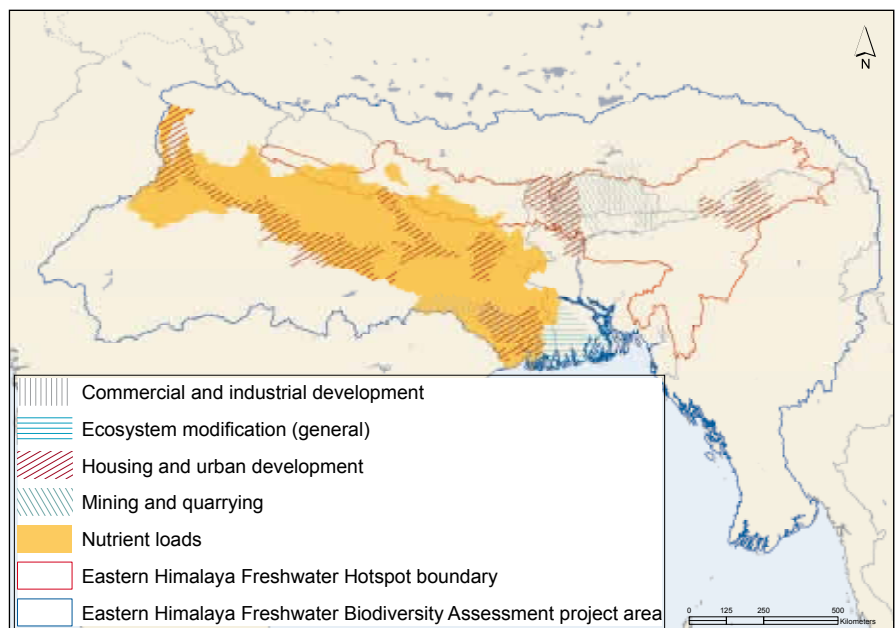 N
Commercial and industrial development
Ecosystem modification (general)
Housing and urban development
Mining and quarrying
Nutrient loads
Eastern Himalaya Freshwater Hotspot boundary
Eastern Himalaya Freshwater Biodiversity Assessment project area
0 125 250 500
Kilometers